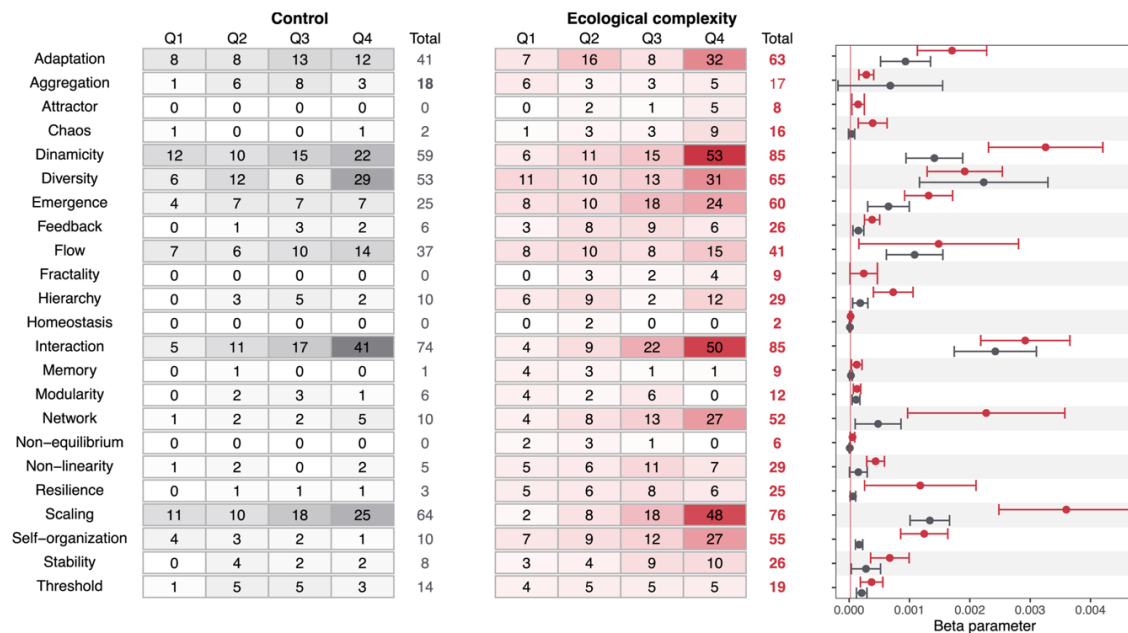 Control Ecological complexity
Q1 Q2 Q3 Q4 Total Q1 Q2 Q3 Q4 Total
Adaptation 8 8 13 12 41 7 16 8 32 63
Aggregation 1 6 8 3 18 6 3 3 5 17
Attractor 0 0 0 0 0 0 2 1 5 8
Chaos 1 0 0 1 2 1 3 3 9 16
Dinamicity 12 10 15 22 59 6 11 15 53 85
Diversity 6 12 6 29 53 11 10 13 31 65
Emergence 4 7 7 7 25 8 10 18 24 60
Feedback 0 1 3 2 6 3 8 9 6 26
Flow 7 6 10 14 37 8 10 8 15 41
Fractality 0 0 0 0 0 0 3 2 4 9
Hierarchy 0 3 5 2 10 6 9 2 12 29
Homeostasis 0 0 0 0 0 0 2 0 0 2
Interaction 5 11 17 41 74 4 9 22 50 85
Memory 0 1 0 0 1 4 3 1 1 9
Modularity 0 2 3 1 6 4 2 6 0 12
Network 1 2 2 5 10 4 8 13 27 52
Non−equilibrium 0 0 0 0 0 2 3 1 0 6
Non−linearity 1 2 0 2 5 5 6 11 7 29
Resilience 0 1 1 1 3 5 6 8 6 25
Scaling 11 10 18 25 64 2 8 18 48 76
Self−organization 4 3 2 1 10 7 9 12 27 55
Stability 0 4 2 2 8 3 4 9 10 26
Threshold 1 5 5 3 14 4 5 5 5 19
0.000 0.001 0.002 0.003 0.004
Beta parameter